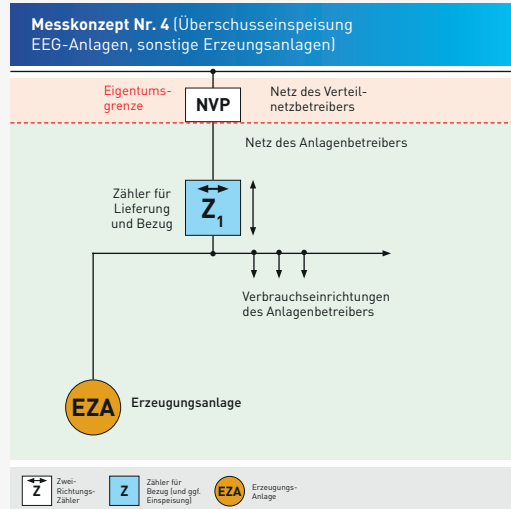 Messkonzept Nr. 4 (Überschusseinspeisung
EEG-Anlagen, sonstige Erzeungsanlagen)
Eigentums-
grenze
NVP
Netz des Verteil-
netzbetreibers
Netz des Anlagenbetreibers
Zähler für
Lieferung
und Bezug
Z1
Verbrauchseinrichtungen
des Anlagenbetreibers
EZA
Erzeugungsanlage
Z
Zwei-
Richtungs-
Zähler
Z
Zähler für
Bezug (und ggf.
Einspeisung)
EZA
Erzeugungs-
Anlage